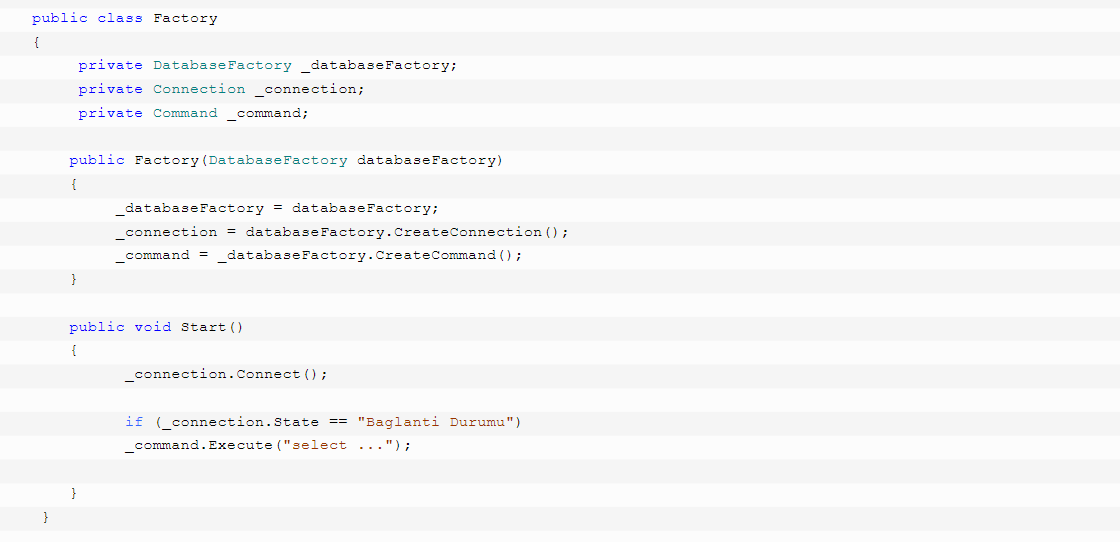 public class Factory
{
private DatabaseFactory _databaseFactory;
private Connection _connection;
private Command _command;
public Factory(DatabaseFactory databaseFactory)
{
_databaseFactory = databaseFactory;
_connection = databaseFactory.CreateConnection();
_command = _databaseFactory.CreateCommand();
}
public void Start()
{
_connection.Connect();
if (_connection.State == "Baglanti Durumu")
_command.Execute("select ...");
}
}